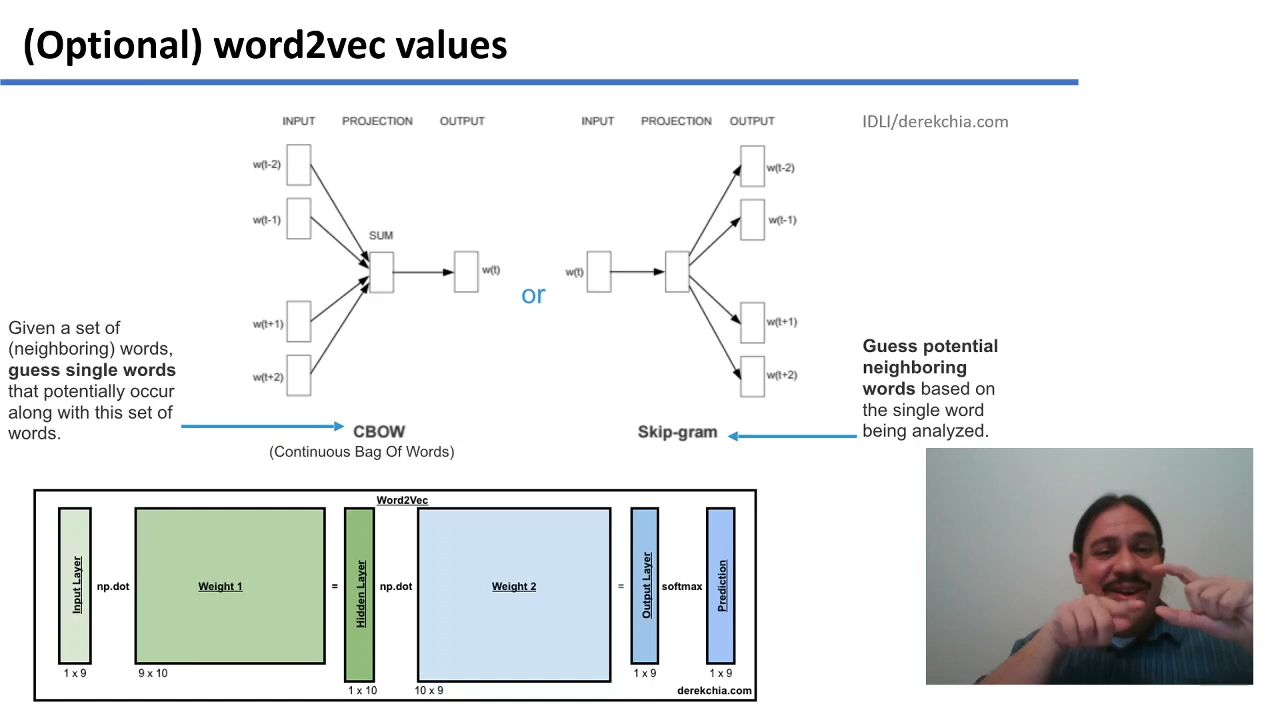 (Optional) word2vec values
IDLI/derekchia.com
INPUT PROJECTION OUTPUT
w(t-2)
w(t-1)
SUM
w(t)
w(t+1)
w(t+2)
CBOW
(Continuous Bag Of Words)
or
INPUT PROJECTION OUTPUT
w(t)
w(t-2)
w(t-1)
w(t+1)
w(t+2)
Skip-gram
Given a set of
(neighboring) words,
guess single words
that potentially occur
along with this set of
words.
Guess potential
neighboring
words based on
the single word
being analyzed.
Word2Vec
Input Layer
np.dot
Weight 1
=
Hidden Layer
np.dot
Weight 2
=
Output Layer
softmax
Prediction
1 x 9
9 x 10
1 x 10
10 x 9
1 x 9
1 x 9
derekchia.com